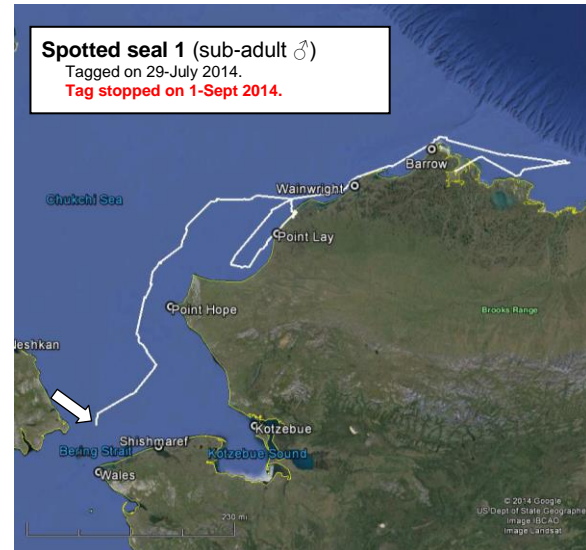 Spotted seal 1 (sub-adult ♂)
Tagged on 29-July 2014.
Tag stopped on 1-Sept 2014.
Barrow
Wainwright
Chukchi Sea
Point Lay
Point Hope
Brooks Range
Neshkan
Kotzebue
Shishmaref
Bering Strait
Kotzebue Sound
Wales
230 mi
© 2014 Google
US Dept of State Geographer
Image IBCAO
Image Landsat